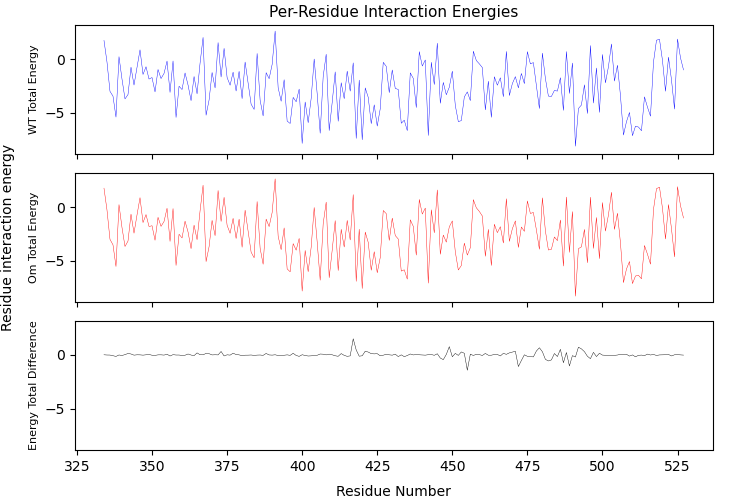 Per-Residue Interaction Energies
Residue interaction energy
WT Total Energy
0
−5
Om Total Energy
0
−5
Energy Total Difference
0
−5
325 350 375 400 425 450 475 500 525
Residue Number